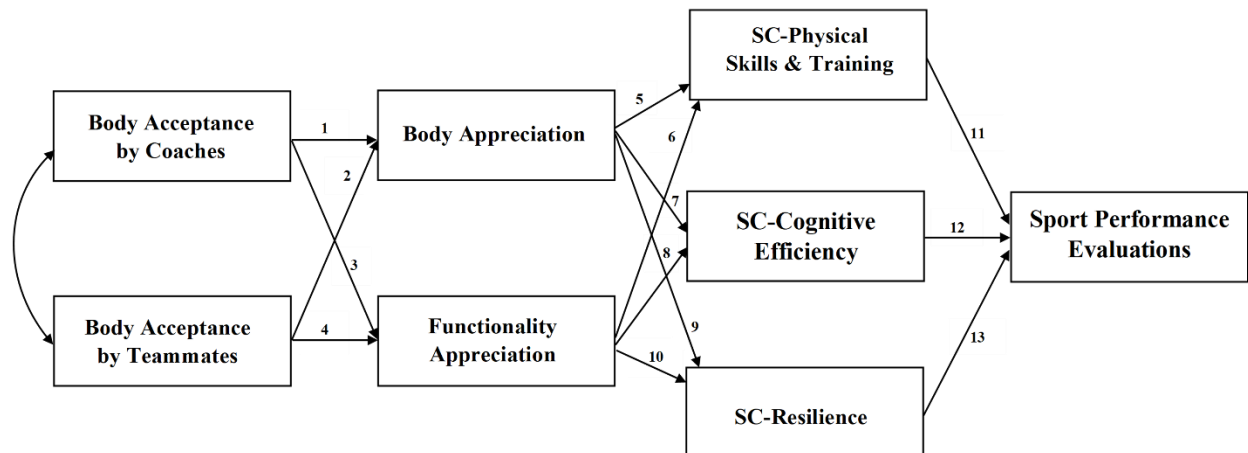 SC-Physical
Skills & Training
Body Acceptance
by Coaches
Body Appreciation
SC-Cognitive
Efficiency
Sport Performance
Evaluations
Body Acceptance
by Teammates
Functionality
Appreciation
SC-Resilience
1
2
3
4
5
6
7
8
9
10
11
12
13